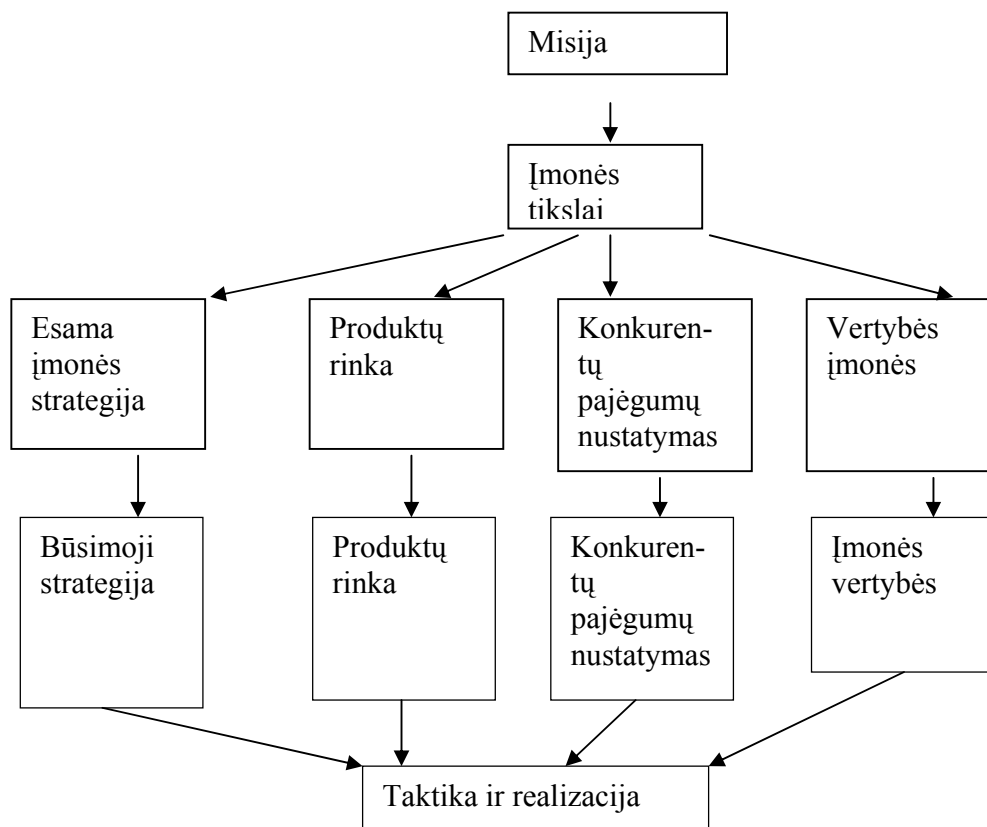 Misija
Įmonės
tikslai
Esama
įmonės
strategija
Produktų
rinka
Konkuren-
tų
pajėgumų
nustatymas
Vertybės
įmonės
Būsimoji
strategija
Produktų
rinka
Konkuren-
tų
pajėgumų
nustatymas
Įmonės
vertybės
Taktika ir realizacija